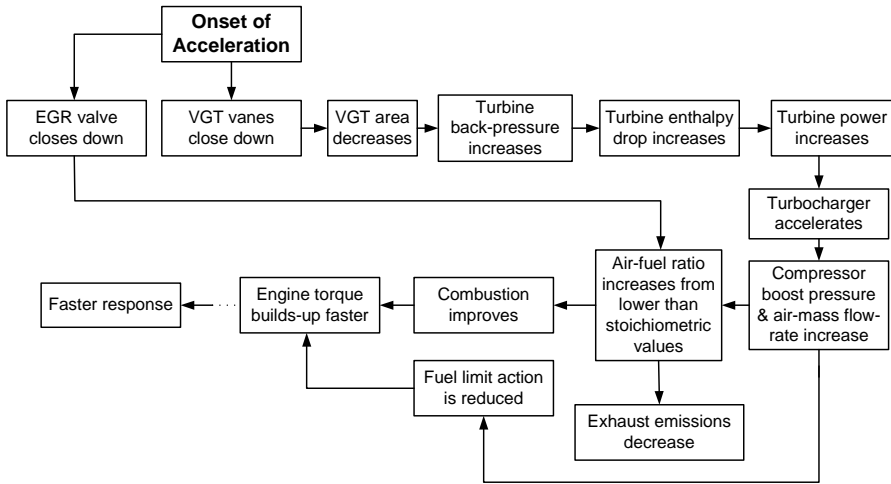 Onset of
Acceleration
EGR valve
closes down
VGT vanes
close down
VGT area
decreases
Turbine
back-pressure
increases
Turbine enthalpy
drop increases
Turbine power
increases
Turbocharger
accelerates
Compressor
boost pressure
& air-mass flow-
rate increase
Air-fuel ratio
increases from
lower than
stoichiometric
values
Combustion
improves
Engine torque
builds-up faster
Faster response
Fuel limit action
is reduced
Exhaust emissions
decrease